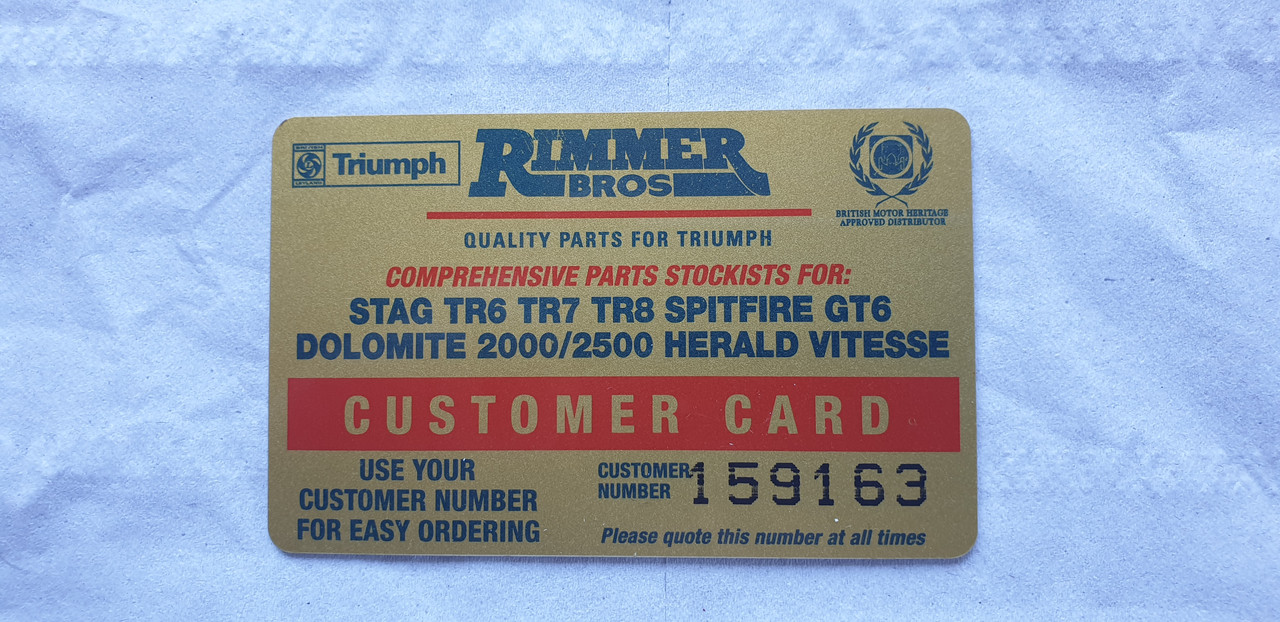 BRITISH
LEYLAND
Triumph
RIMMER
BROS
BRITISH MOTOR HERITAGE
APPROVED DISTRIBUTOR
QUALITY PARTS FOR TRIUMPH
COMPREHENSIVE PARTS STOCKISTS FOR:
STAG TR6 TR7 TR8 SPITFIRE GT6
DOLOMITE 2000/2500 HERALD VITESSE
CUSTOMER CARD
USE YOUR
CUSTOMER NUMBER
FOR EASY ORDERING
CUSTOMER
NUMBER
159163
Please quote this number at all times